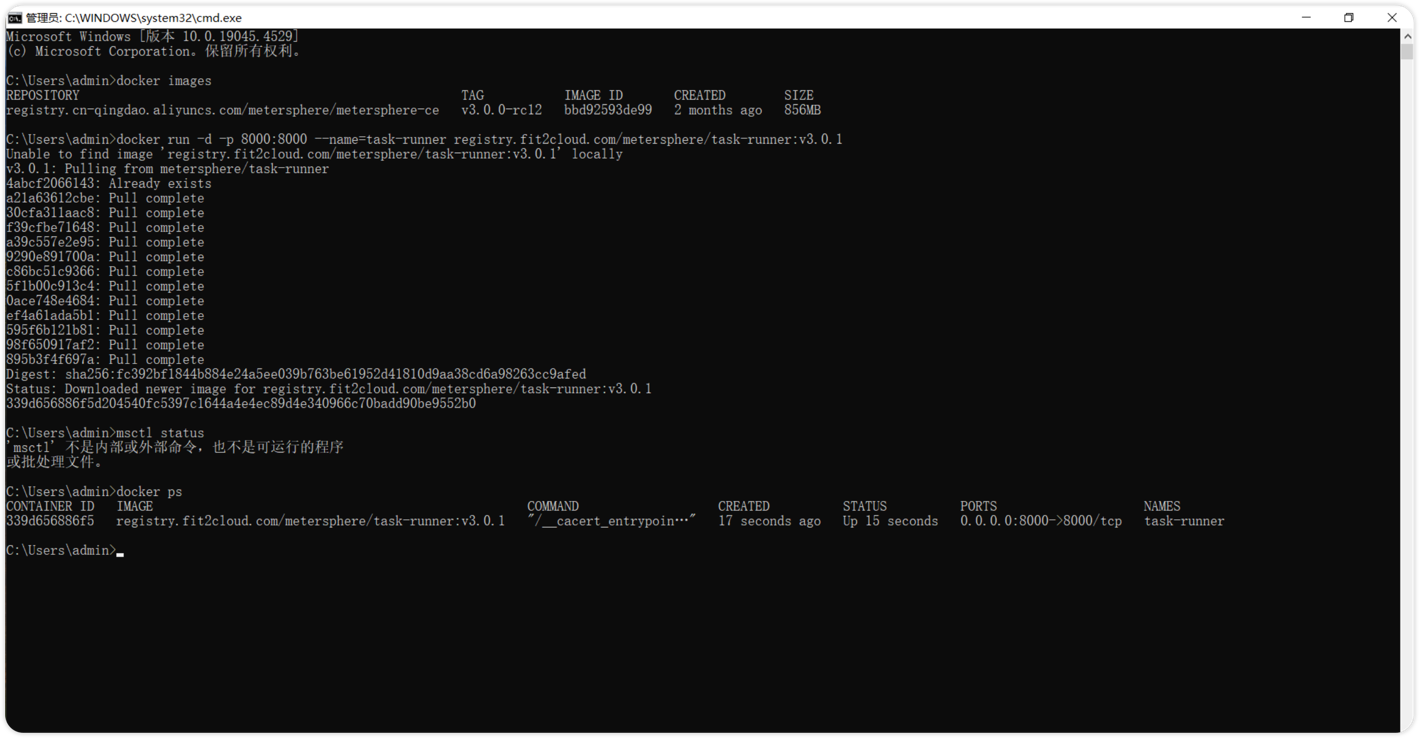 管理员: C:\WINDOWS\system32\cmd.exe
Microsoft Windows [版本 10.0.19045.4529]
(c) Microsoft Corporation。保留所有权利。
C:\Users\admin>docker images
REPOSITORY TAG IMAGE ID CREATED SIZE
registry.cn-qingdao.aliyuncs.com/metersphere/metersphere-ce v3.0.0-rc12 bbd92593de99 2 months ago 856MB
C:\Users\admin>docker run -d -p 8000:8000 --name=task-runner registry.fit2cloud.com/metersphere/task-runner:v3.0.1
Unable to find image 'registry.fit2cloud.com/metersphere/task-runner:v3.0.1' locally
v3.0.1: Pulling from metersphere/task-runner
4abcf2066143: Already exists
a21a63612cbe: Pull complete
30cfa311aac8: Pull complete
f39cfbe71648: Pull complete
a39c557e2e95: Pull complete
9290e891700a: Pull complete
c86bc51c9366: Pull complete
5f1b00c913c4: Pull complete
0ace748e4684: Pull complete
ef4a61ada5b1: Pull complete
595f6b121b81: Pull complete
98f650917af2: Pull complete
895b3f4f697a: Pull complete
Digest: sha256:fc392bf1844b884e24a5ee039b763be61952d41810d9aa38cd6a98263cc9afed
Status: Downloaded newer image for registry.fit2cloud.com/metersphere/task-runner:v3.0.1
339d656886f5d204540fc5397c1644a4e4ec89d4e340966c70badd90be9552b0
C:\Users\admin>msctl status
'msctl' 不是内部或外部命令，也不是可运行的程序
或批处理文件。
C:\Users\admin>docker ps
CONTAINER ID IMAGE COMMAND CREATED STATUS PORTS NAMES
339d656886f5 registry.fit2cloud.com/metersphere/task-runner:v3.0.1 "/__cacert_entrypoin…" 17 seconds ago Up 15 seconds 0.0.0.0:8000->8000/tcp task-runner
C:\Users\admin>